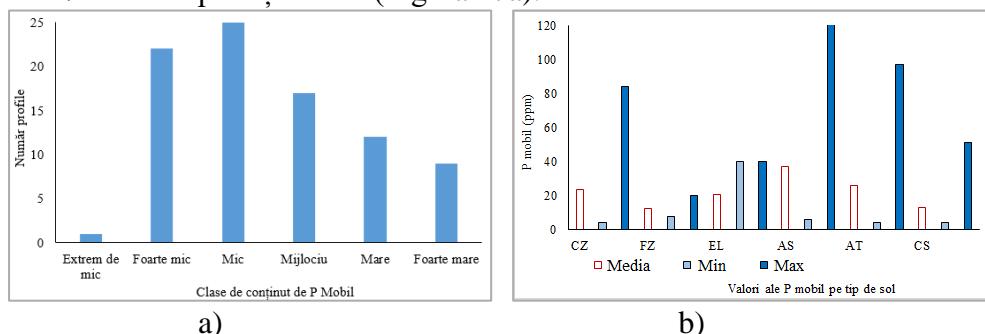 25
20
15
10
5
0
Număr profile
Extrem de mic
Foarte mic
Mic
Mijlociu
Mare
Foarte mare
Clase de conținut de P Mobil
a)
120
100
80
60
40
20
0
P mobil (ppm)
CZ FZ EL AS AT CS
Media Min Max
Valori ale P mobil pe tip de sol
b)